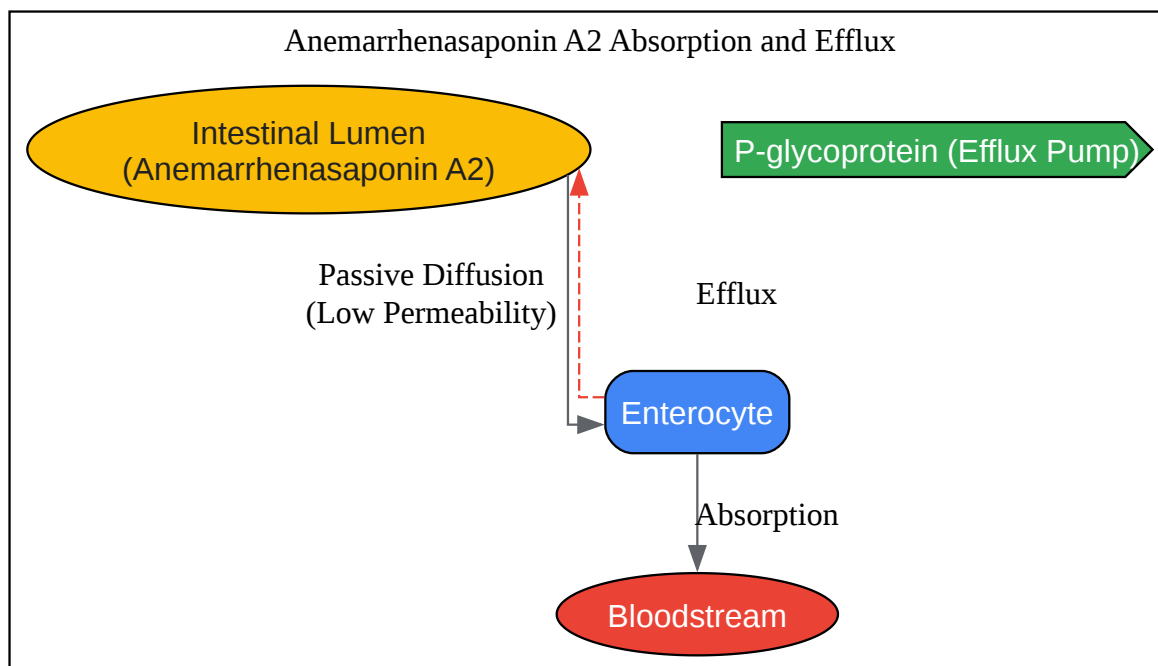 Anemarrhenasaponin A2 Absorption and Efflux
Intestinal Lumen
(Anemarrhenasaponin A2)
P-glycoprotein (Efflux Pump)
Passive Diffusion
(Low Permeability)
Efflux
Enterocyte
Absorption
Bloodstream